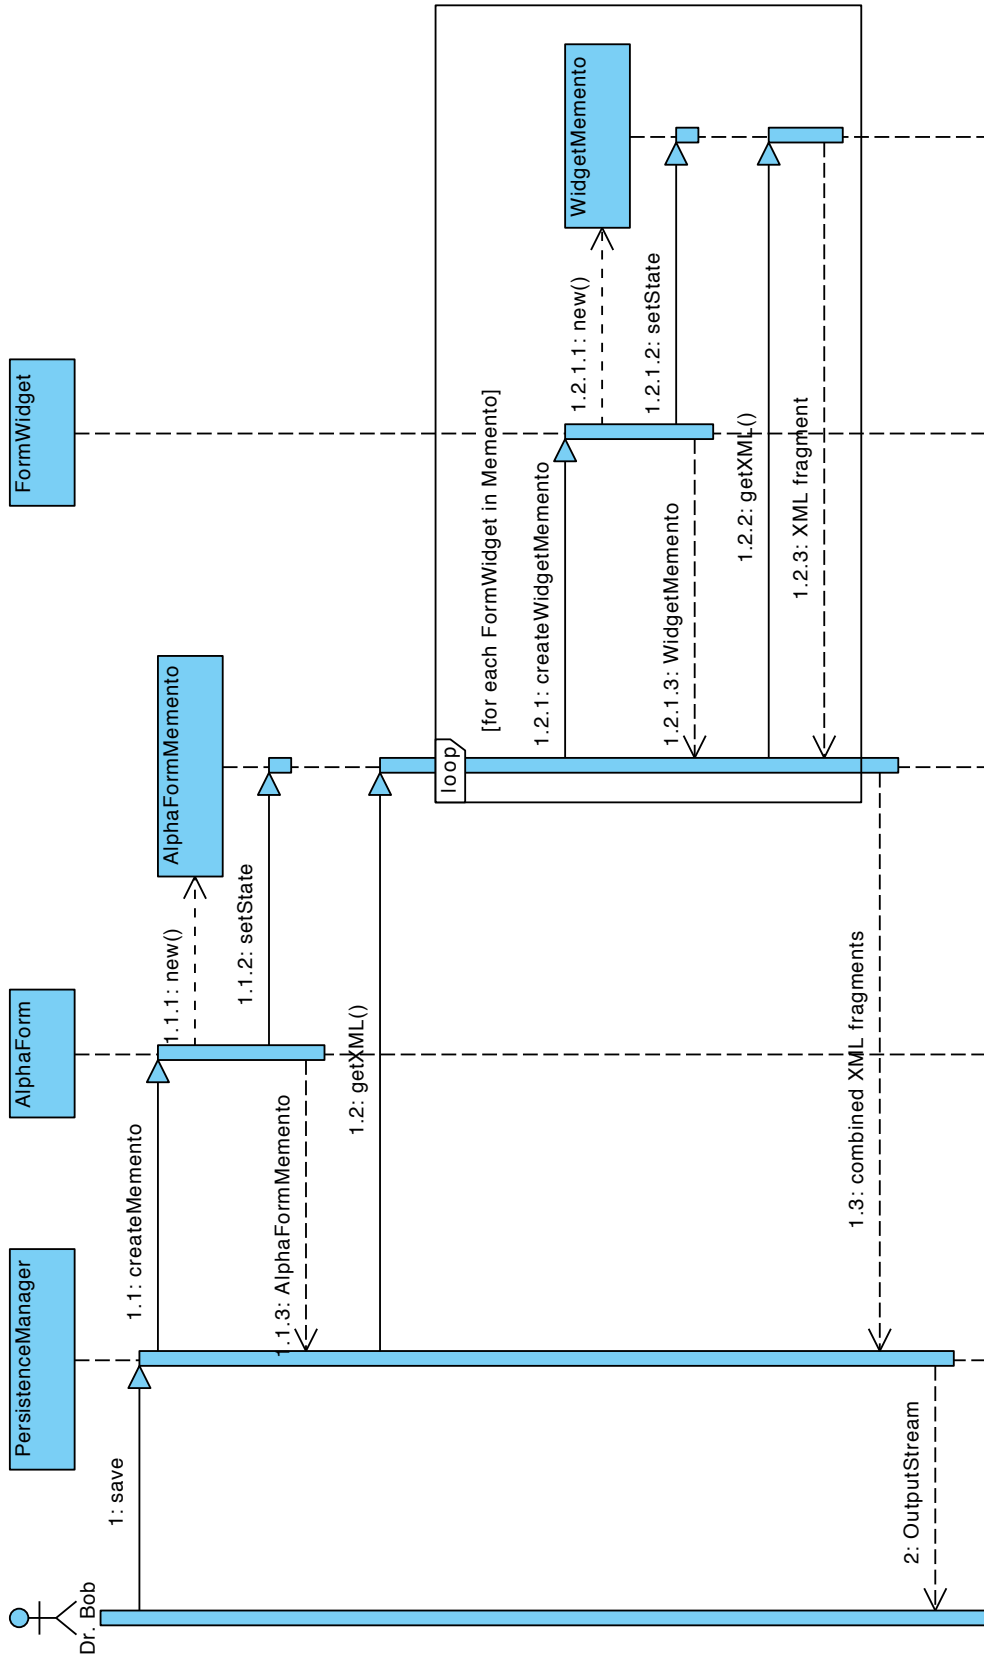 Dr. Bob
PersistenceManager
AlphaForm
FormWidget
1: save
1.1: createMemento
1.1.1: new()
AlphaFormMemento
1.1.2: setState
1.1.3: AlphaFormMemento
1.2: getXML()
loop
[for each FormWidget in Memento]
1.2.1: createWidgetMemento
1.2.1.1: new()
WidgetMemento
1.2.1.2: setState
1.2.1.3: WidgetMemento
1.2.2: getXML()
1.2.3: XML fragment
1.3: combined XML fragments
2: OutputStream